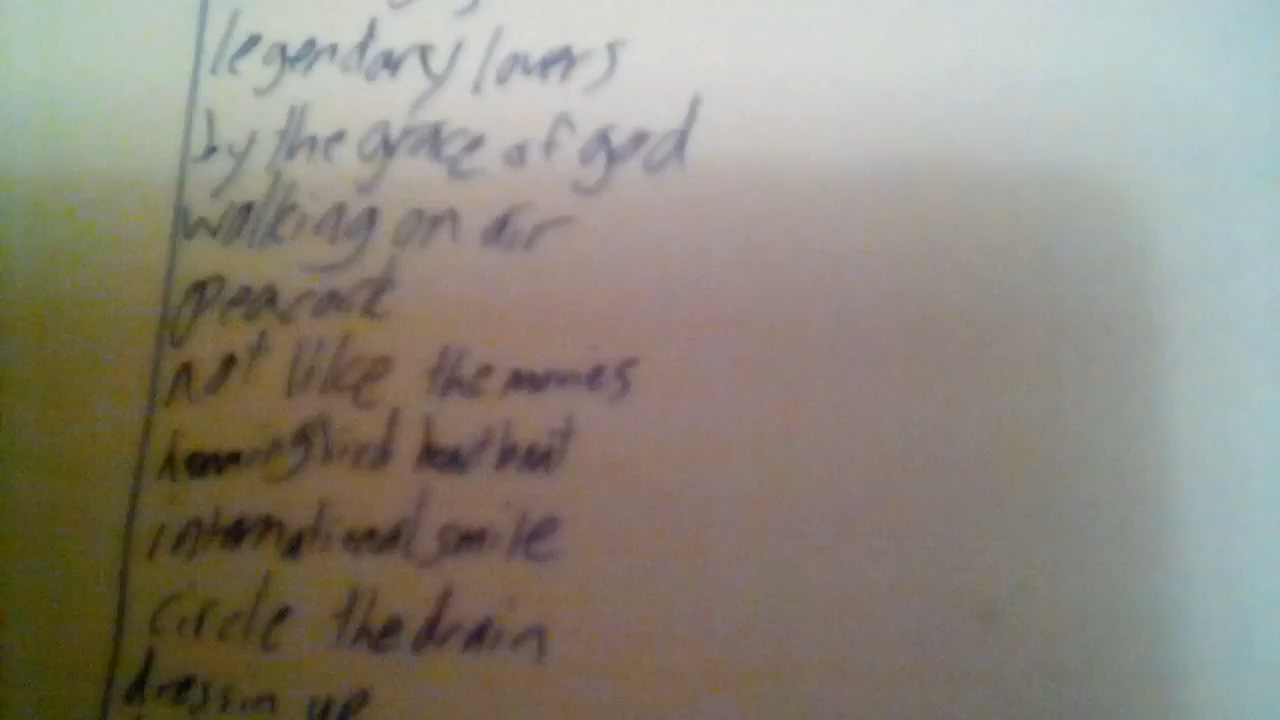 legendary lovers
by the grace of god
walking on air
peacock
not like the movies
hummingbird heartbeat
international smile
circle the drain
dressin up